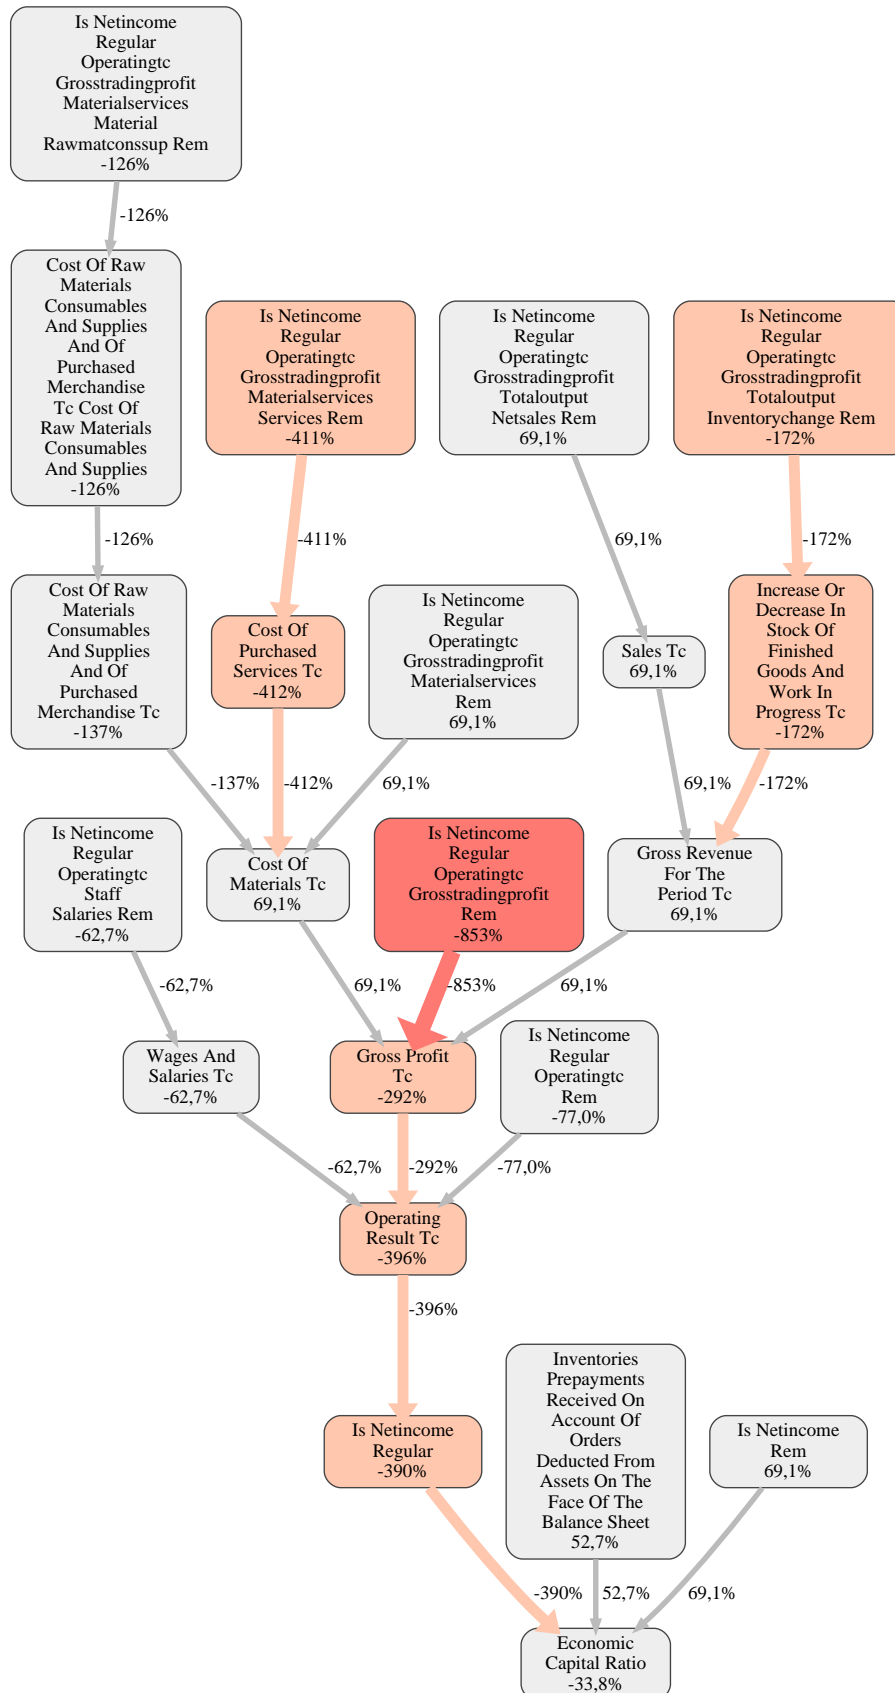 Is Netincome
Regular
Operatingtc
Grosstradingprofit
Materialservices
Material
Rawmatconssup Rem
-126%
-126%
Cost Of Raw
Materials
Consumables
And Supplies
And Of
Purchased
Merchandise
Tc Cost Of
Raw Materials
Consumables
And Supplies
-126%
Is Netincome
Regular
Operatingtc
Grosstradingprofit
Materialservices
Services Rem
-411%
Is Netincome
Regular
Operatingtc
Grosstradingprofit
Totaloutput
Netsales Rem
69,1%
Is Netincome
Regular
Operatingtc
Grosstradingprofit
Totaloutput
Inventorychange Rem
-172%
-126%
-411%
69,1%
-172%
Cost Of Raw
Materials
Consumables
And Supplies
And Of
Purchased
Merchandise Tc
-137%
Cost Of
Purchased
Services Tc
-412%
Is Netincome
Regular
Operatingtc
Grosstradingprofit
Materialservices
Rem
69,1%
Sales Tc
69,1%
Increase Or
Decrease In
Stock Of
Finished
Goods And
Work In
Progress Tc
-172%
-137%
-412%
69,1%
69,1%
-172%
Is Netincome
Regular
Operatingtc
Staff
Salaries Rem
-62,7%
Cost Of
Materials Tc
69,1%
Is Netincome
Regular
Operatingtc
Grosstradingprofit
Rem
-853%
Gross Revenue
For The
Period Tc
69,1%
-62,7%
69,1%
-853%
69,1%
Wages And
Salaries Tc
-62,7%
Gross Profit
Tc
-292%
Is Netincome
Regular
Operatingtc
Rem
-77,0%
-62,7%
-292%
-77,0%
Operating
Result Tc
-396%
-396%
Is Netincome
Regular
-390%
Inventories
Prepayments
Received On
Account Of
Orders
Deducted From
Assets On The
Face Of The
Balance Sheet
52,7%
Is Netincome
Rem
69,1%
-390%
52,7%
69,1%
Economic
Capital Ratio
-33,8%